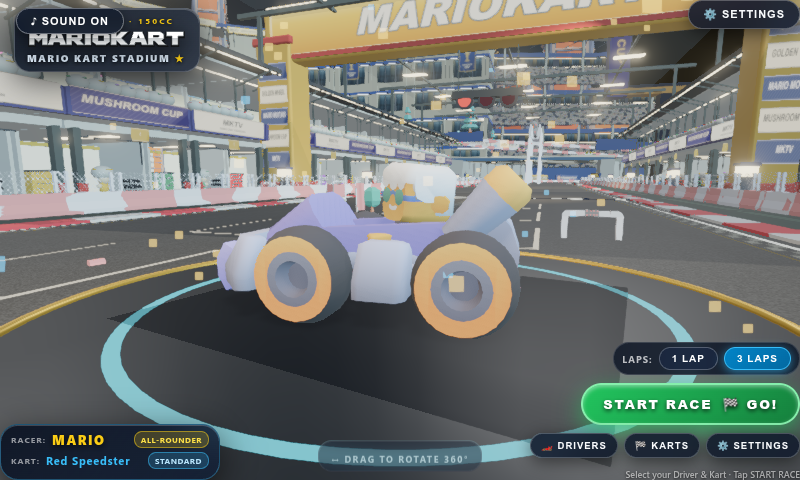 ♪ SOUND ON
· 150CC
MARIOKART
MARIO KART STADIUM ★
⚙️ SETTINGS
MARIOKART
MUSHROOM CUP
MKTV
MKTV
LAPS:
1 LAP
3 LAPS
START RACE 🏁 GO!
RACER: MARIO
ALL-ROUNDER
KART: Red Speedster
STANDARD
↔ DRAG TO ROTATE 360°
🏎️ DRIVERS
🏁 KARTS
⚙️ SETTINGS
Select your Driver & Kart · Tap START RACE